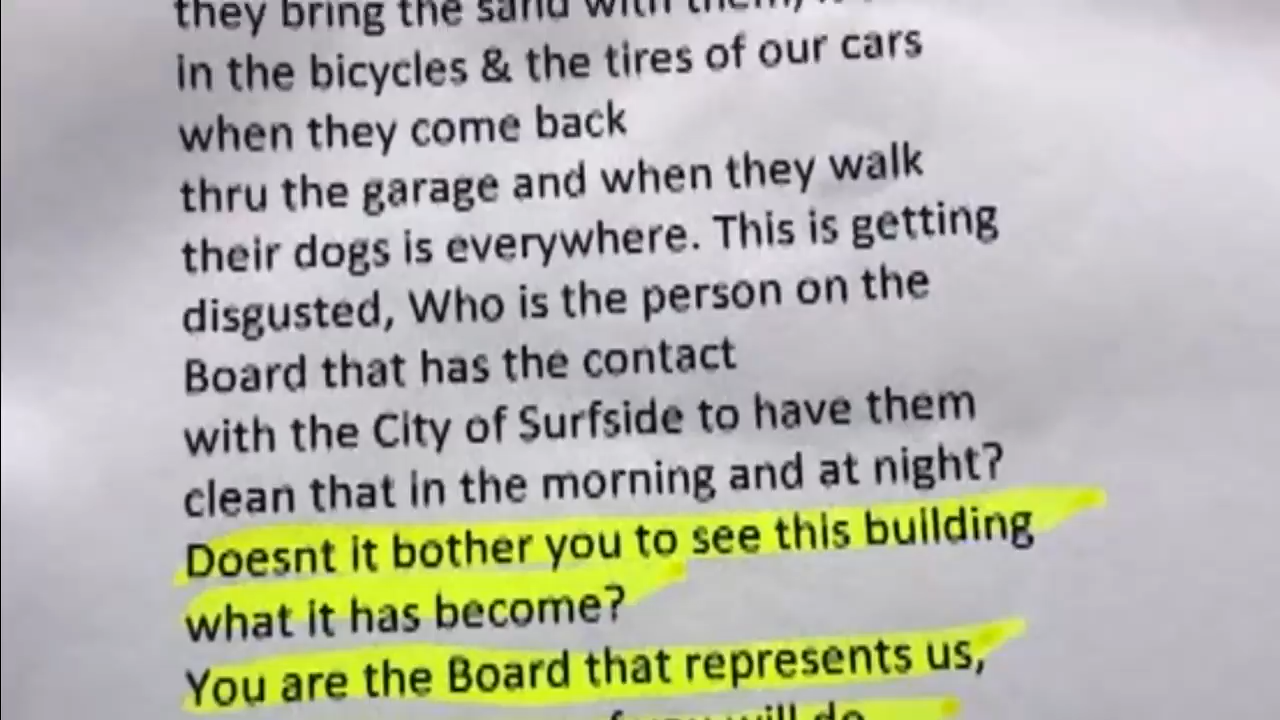 they bring the sand with them,
in the bicycles & the tires of our cars
when they come back
thru the garage and when they walk
their dogs is everywhere. This is getting
disgusted, Who is the person on the
Board that has the contact
with the City of Surfside to have them
clean that in the morning and at night?
Doesnt it bother you to see this building
what it has become?
You are the Board that represents us,
will do